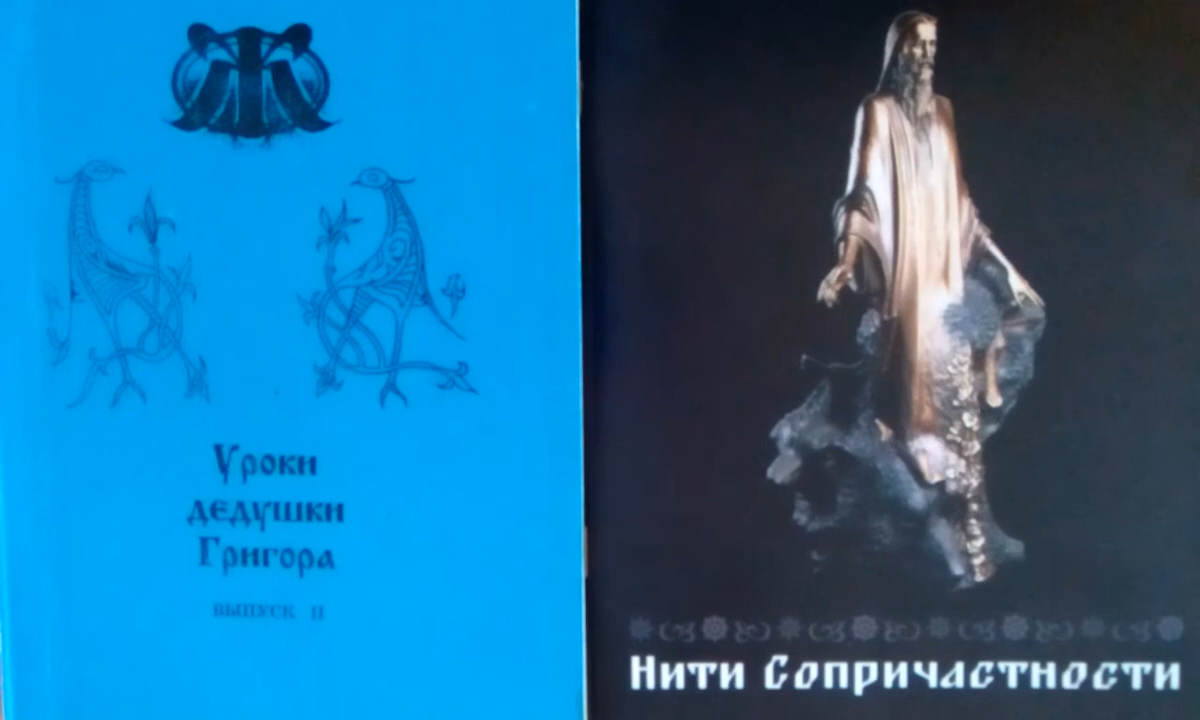 Уроки
дедушки
Григора
ВЫПУСК II
Нити Сопричастности